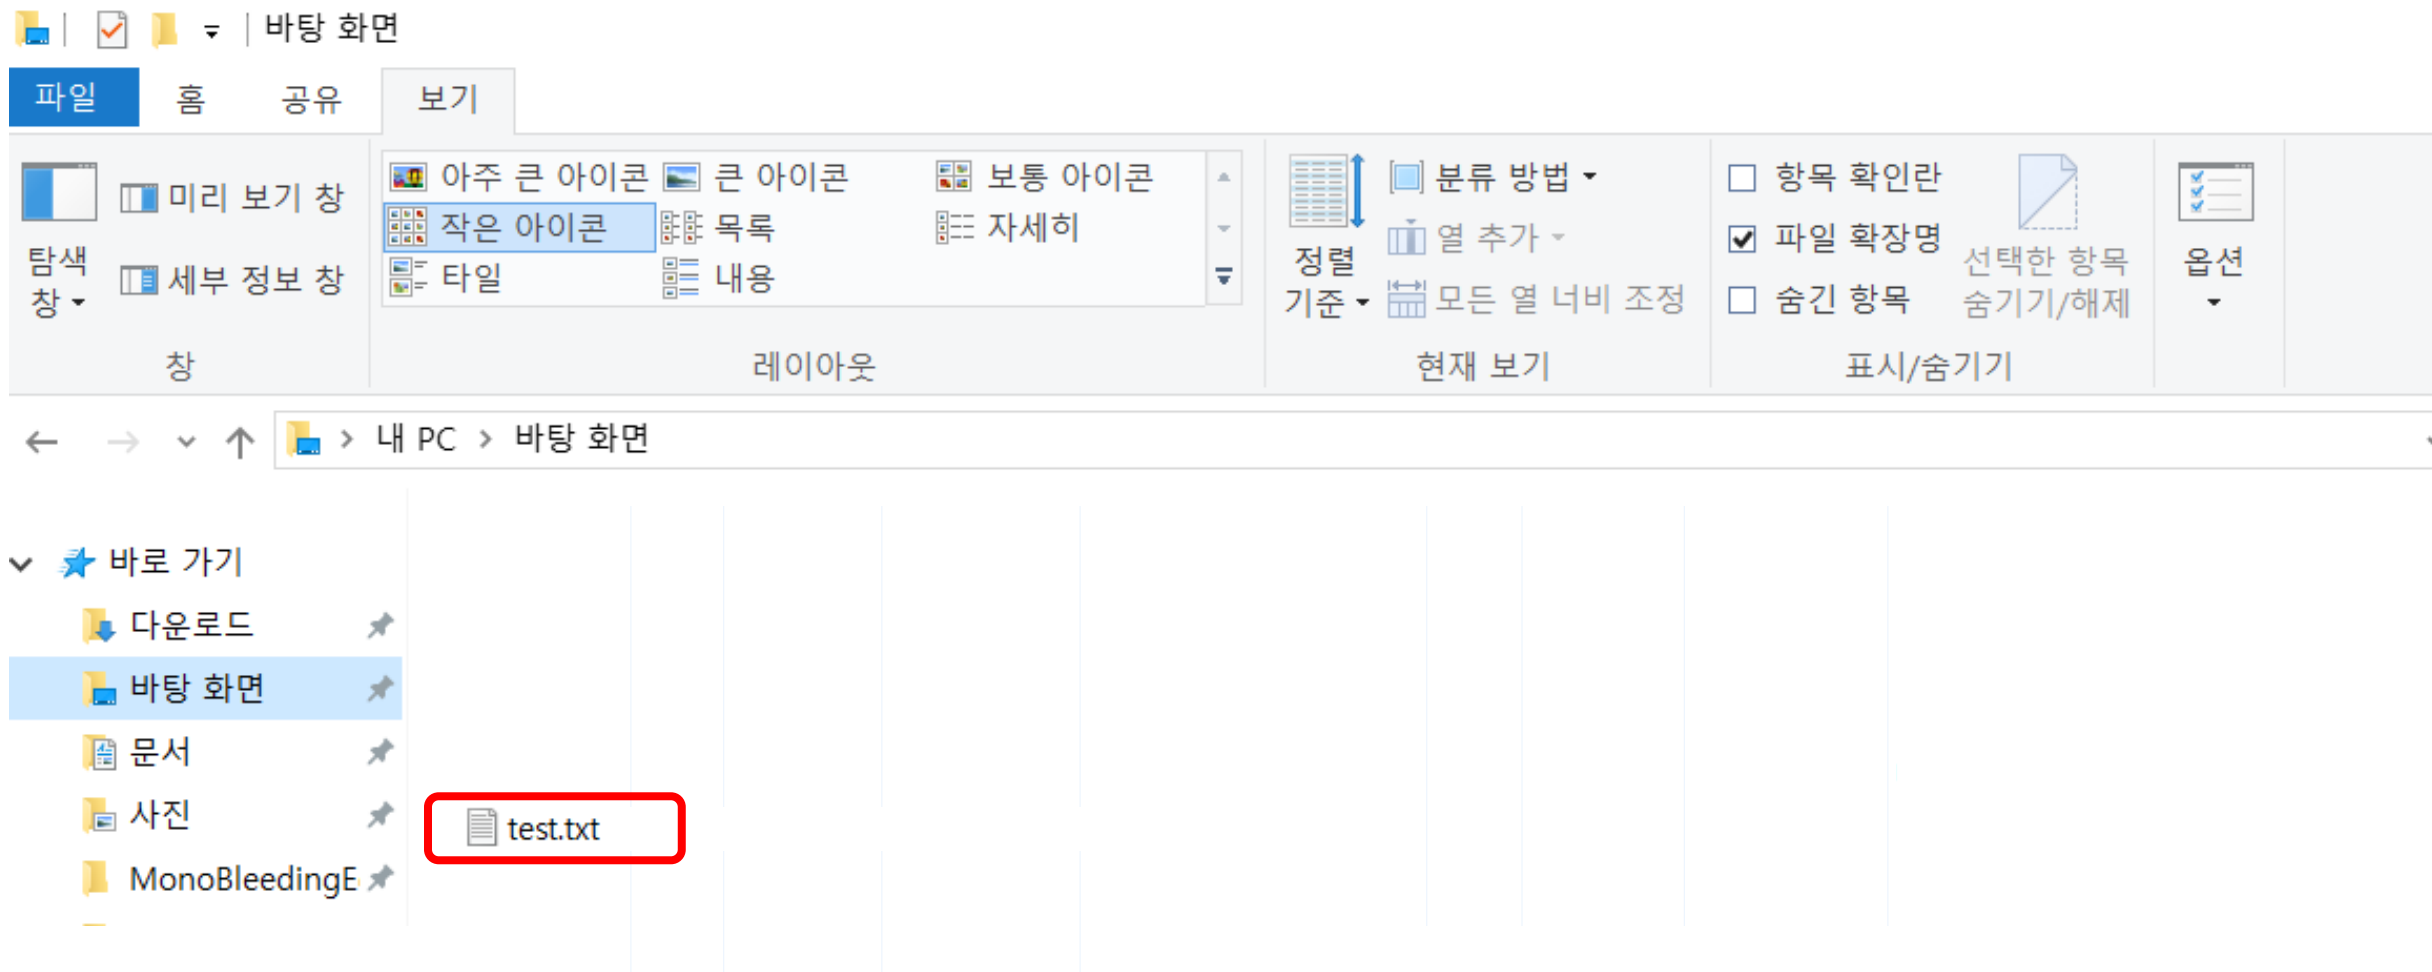 바탕 화면
파일 홈 공유 보기
탐색
창
미리 보기 창
세부 정보 창
창
아주 큰 아이콘 큰 아이콘 보통 아이콘
작은 아이콘 목록 자세히
타일 내용
레이아웃
정렬
기준
분류 방법
열 추가
모든 열 너비 조정
현재 보기
항목 확인란
파일 확장명
숨긴 항목
선택한 항목
숨기기/해제
표시/숨기기
옵션
내 PC 바탕 화면
바로 가기
다운로드
바탕 화면
문서
사진
test.txt
MonoBleedingE